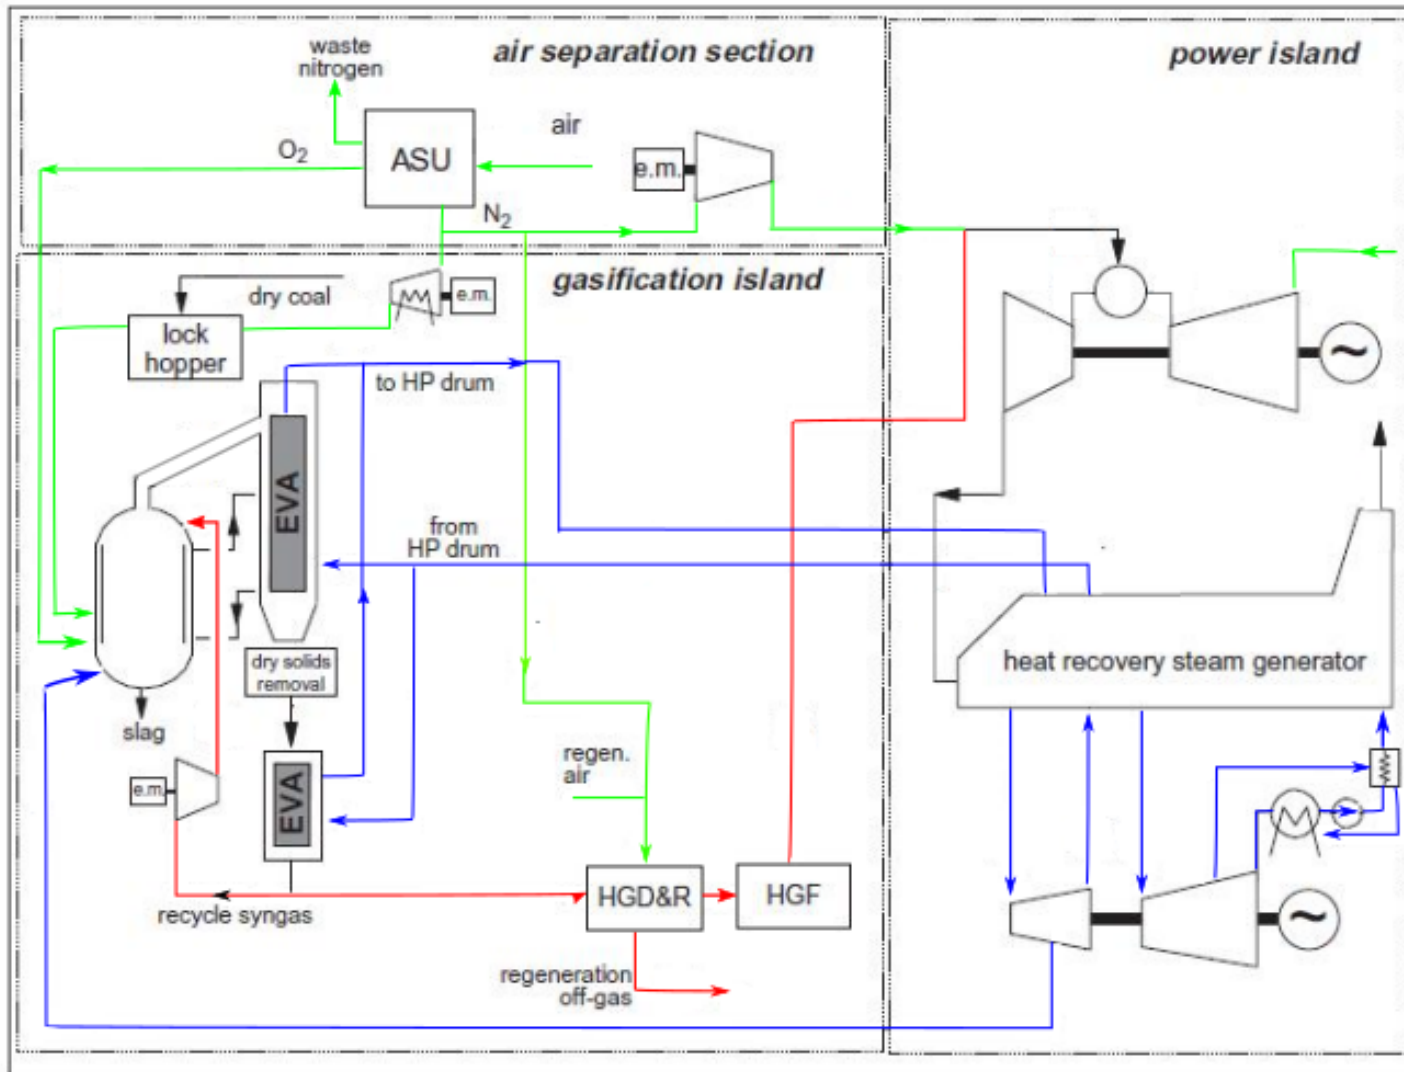 waste
nitrogen
air separation section
power island
O2
ASU
air
e.m.
N2
gasification island
dry coal
e.m.
lock
hopper
to HP drum
EVA
from
HP drum
heat recovery steam generator
dry solids
removal
slag
regen.
air
e.m.
EVA
HGD&R
HGF
recycle syngas
regeneration
off-gas
~
~